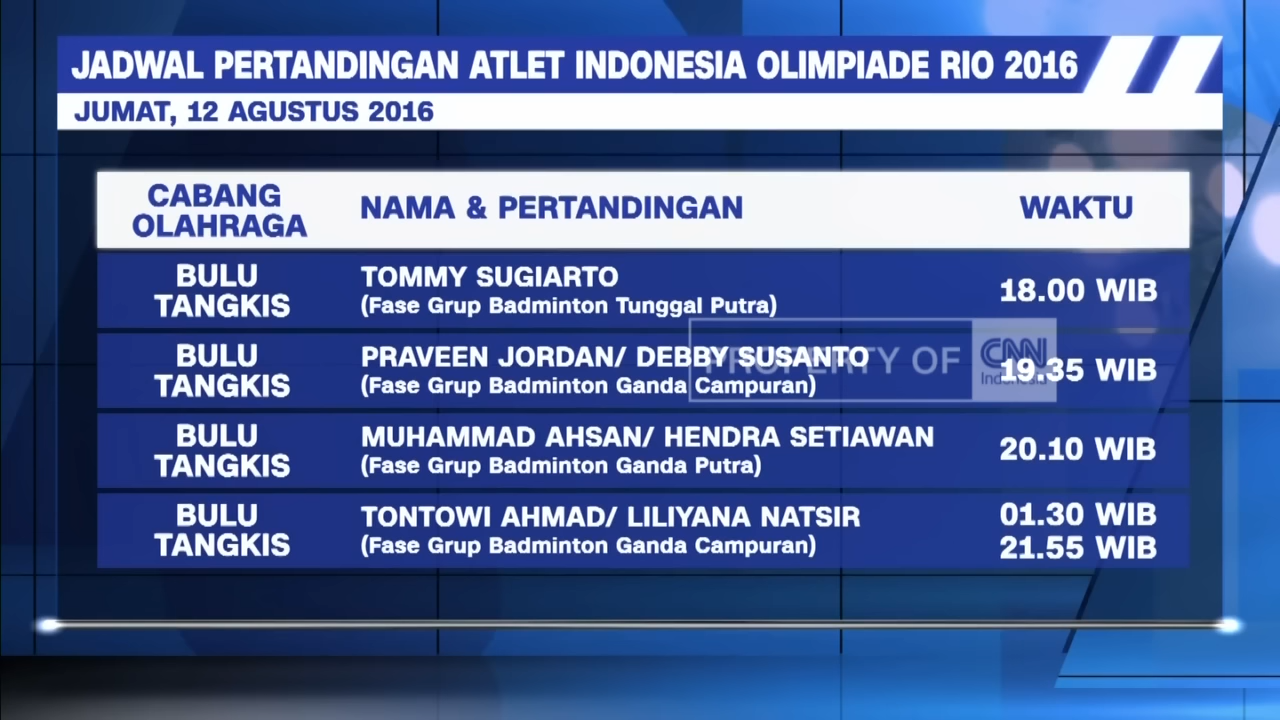 JADWAL PERTANDINGAN ATLET INDONESIA OLIMPIADE RIO 2016
JUMAT, 12 AGUSTUS 2016
CABANG OLAHRAGA
NAMA & PERTANDINGAN
WAKTU
BULU TANGKIS
TOMMY SUGIARTO
(Fase Grup Badminton Tunggal Putra)
18.00 WIB
BULU TANGKIS
PRAVEEN JORDAN/ DEBBY SUSANTO
(Fase Grup Badminton Ganda Campuran)
19.35 WIB
PROPERTY OF CNN Indonesia
BULU TANGKIS
MUHAMMAD AHSAN/ HENDRA SETIAWAN
(Fase Grup Badminton Ganda Putra)
20.10 WIB
BULU TANGKIS
TONTOWI AHMAD/ LILIYANA NATSIR
(Fase Grup Badminton Ganda Campuran)
01.30 WIB
21.55 WIB